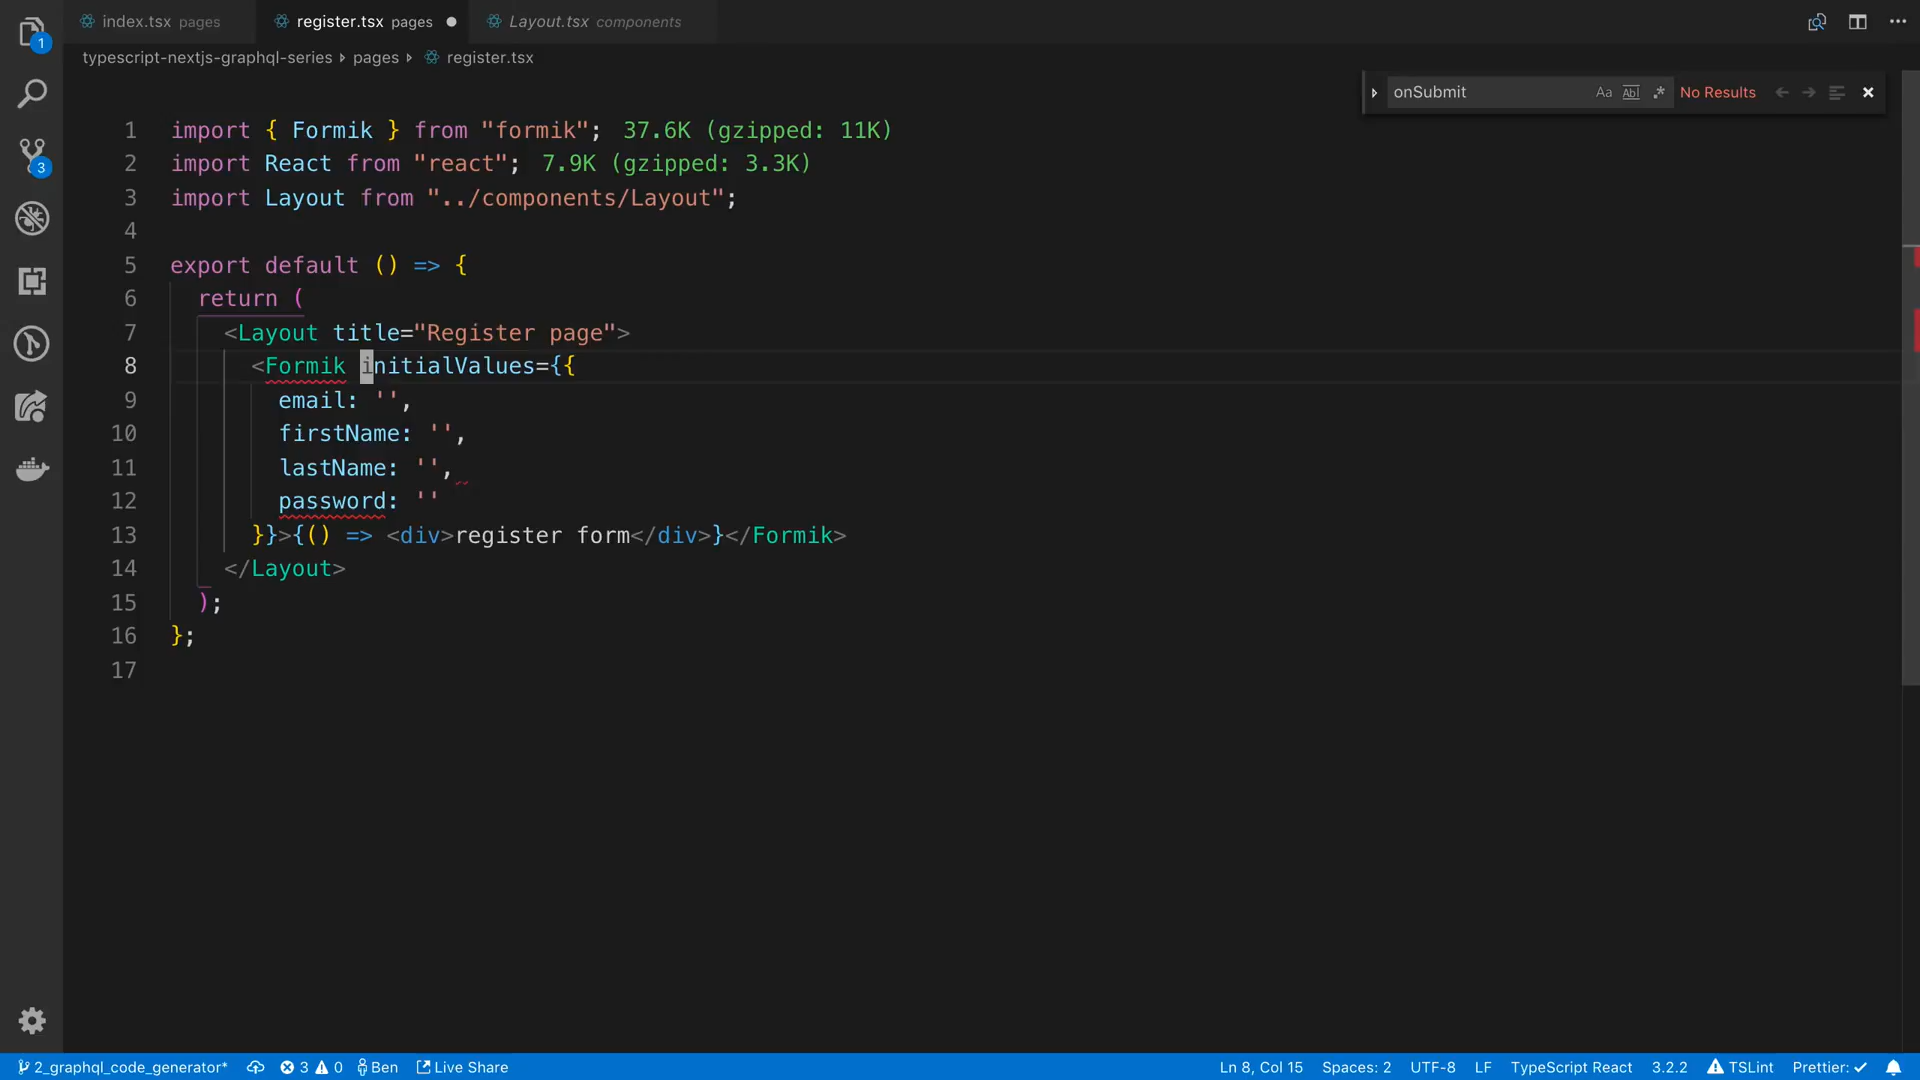 index.tsx pages
register.tsx pages
Layout.tsx components
typescript-nextjs-graphql-series pages register.tsx
onSubmit Aa Abl .* No Results
1
3
1 import { Formik } from "formik"; 37.6K (gzipped: 11K)
2 import React from "react"; 7.9K (gzipped: 3.3K)
3 import Layout from "../components/Layout";
4
5 export default () => {
6 return (
7 <Layout title="Register page">
8 <Formik initialValues={{
9 email: '',
10 firstName: '',
11 lastName: '',
12 password: ''
13 }}>{() => <div>register form</div>}</Formik>
14 </Layout>
15 );
16 };
17
2_graphql_code_generator* 3 0 Ben Live Share Ln 8, Col 15 Spaces: 2 UTF-8 LF TypeScript React 3.2.2 TSLint Prettier: ✓